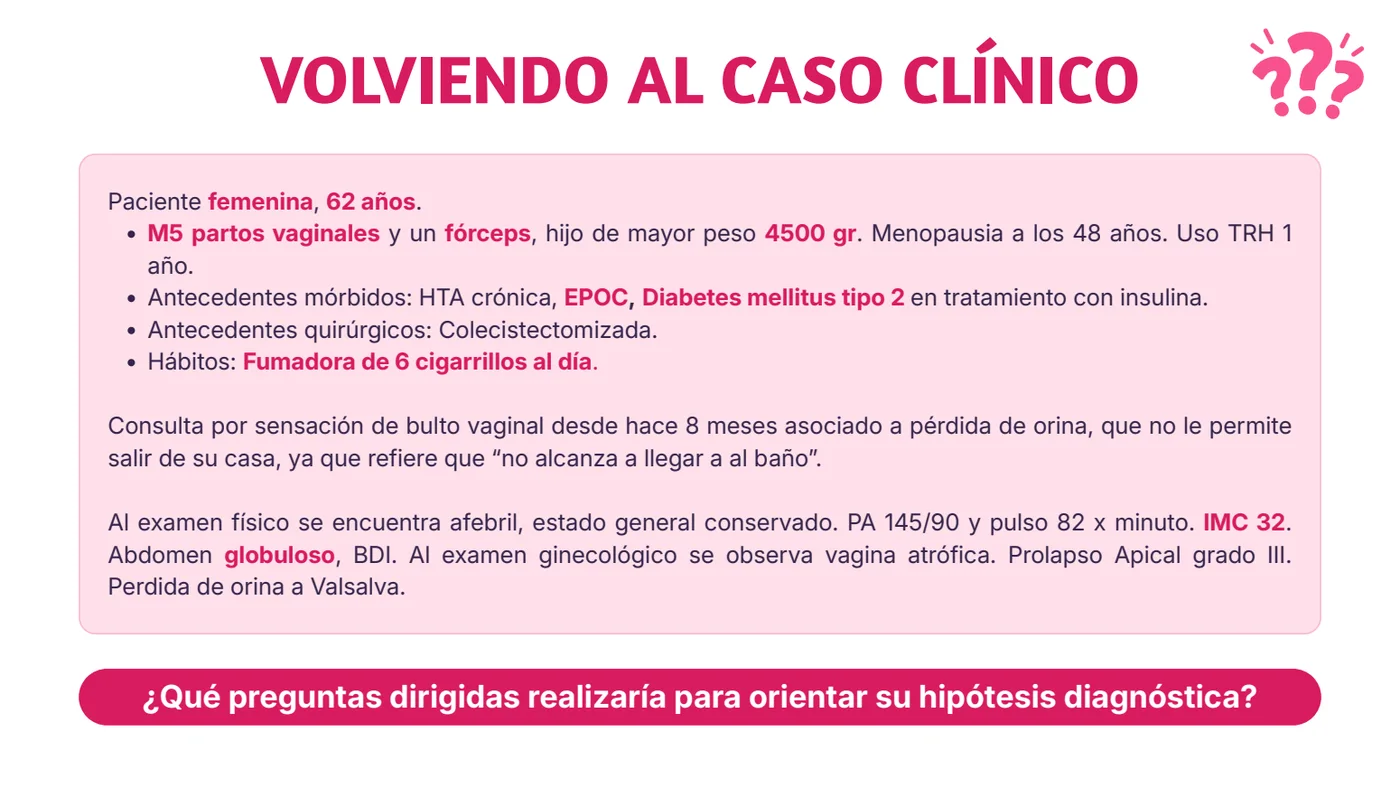 VOLVIENDO AL CASO CLÍNICO
???
Paciente femenina, 62 años.
• M5 partos vaginales y un fórceps, hijo de mayor peso 4500 gr. Menopausia a los 48 años. Uso TRH 1
año.
• Antecedentes mórbidos: HTA crónica, EPOC, Diabetes mellitus tipo 2 en tratamiento con insulina.
• Antecedentes quirúrgicos: Colecistectomizada.
• Hábitos: Fumadora de 6 cigarrillos al día.
Consulta por sensación de bulto vaginal desde hace 8 meses asociado a pérdida de orina, que no le permite
salir de su casa, ya que refiere que “no alcanza a llegar a al baño”.
Al examen físico se encuentra afebril, estado general conservado. PA 145/90 y pulso 82 x minuto. IMC 32.
Abdomen globuloso, BDI. Al examen ginecológico se observa vagina atrófica. Prolapso Apical grado III.
Perdida de orina a Valsalva.
¿Qué preguntas dirigidas realizaría para orientar su hipótesis diagnóstica?